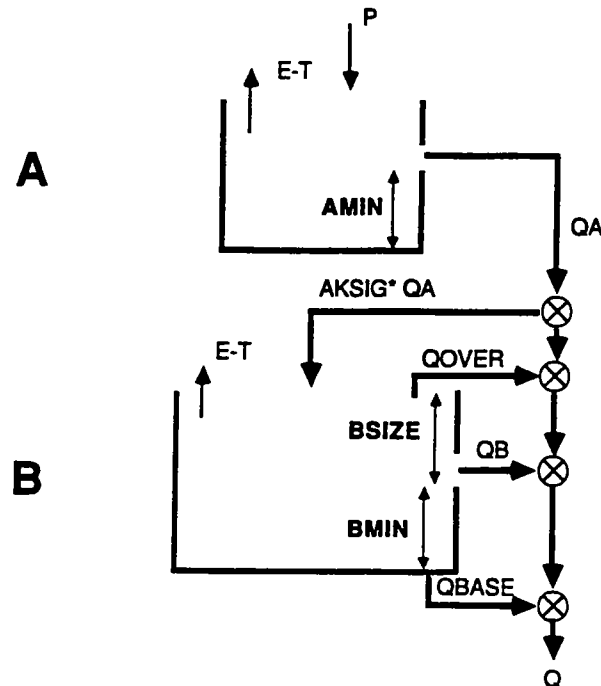 P
E-T
A
AMIN
QA
AKSIG* QA
E-T
QOVER
BSIZE
QB
B
BMIN
QBASE
Q